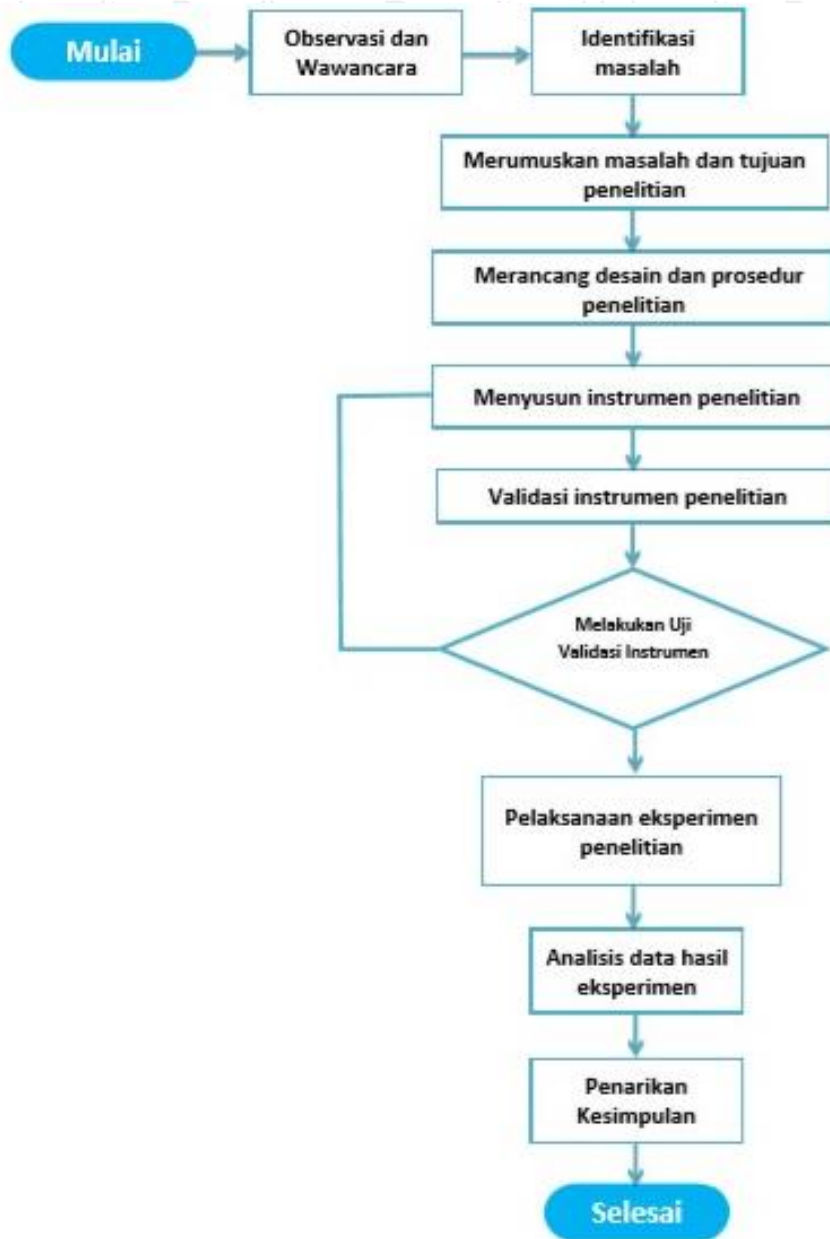 Mulai
Observasi dan
Wawancara
Identifikasi
masalah
Merumuskan masalah dan tujuan
penelitian
Merancang desain dan prosedur
penelitian
Menyusun instrumen penelitian
Validasi instrumen penelitian
Melakukan Uji
Validasi Instrumen
Pelaksanaan eksperimen
penelitian
Analisis data hasil
eksperimen
Penarikan
Kesimpulan
Selesai